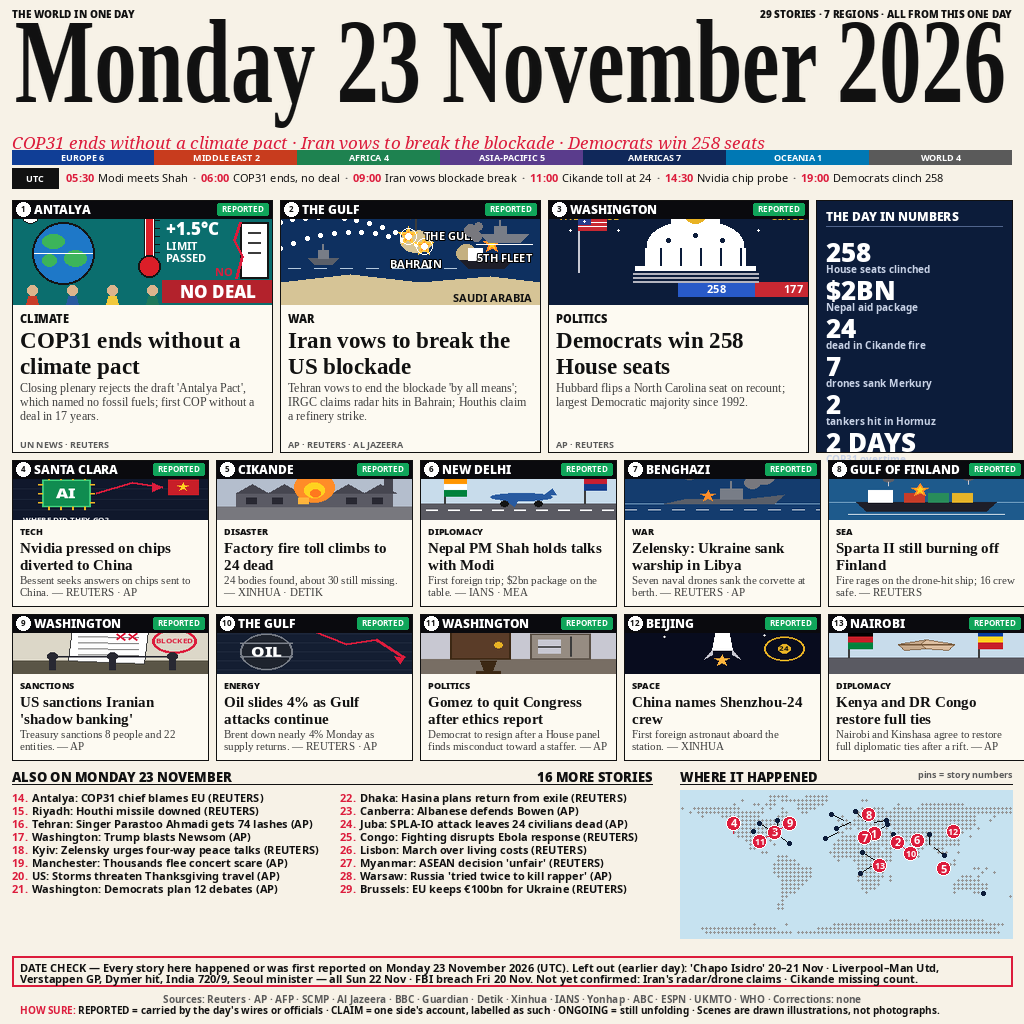 THE WORLD IN ONE DAY
29 STORIES · 7 REGIONS · ALL FROM THIS ONE DAY
Monday 23 November 2026
COP31 ends without a climate pact · Iran vows to break the blockade · Democrats win 258 seats
EUROPE 6
MIDDLE EAST 2
AFRICA 4
ASIA-PACIFIC 5
AMERICAS 7
OCEANIA 1
WORLD 4
UTC
05:30 Modi meets Shah · 06:00 COP31 ends, no deal · 09:00 Iran vows blockade break · 11:00 Cikande toll at 24 · 14:30 Nvidia chip probe · 19:00 Democrats clinch 258
1 ANTALYA
REPORTED
+1.5°C
LIMIT
PASSED
NO
NO DEAL
CLIMATE
COP31 ends without a
climate pact
Closing plenary rejects the draft 'Antalya Pact',
which named no fossil fuels; first COP without a
deal in 17 years.
UN NEWS · REUTERS
2 THE GULF
REPORTED
THE GUL
BAHRAIN
5TH FLEET
SAUDI ARABIA
WAR
Iran vows to break the
US blockade
Tehran vows to end the blockade 'by all means';
IRGC claims radar hits in Bahrain; Houthis claim
a refinery strike.
AP · REUTERS · AL JAZEERA
3 WASHINGTON
REPORTED
258
177
POLITICS
Democrats win 258
House seats
Hubbard flips a North Carolina seat on recount;
largest Democratic majority since 1992.
AP · REUTERS
THE DAY IN NUMBERS
258
House seats clinched
$2BN
Nepal aid package
24
dead in Cikande fire
7
drones sank Merkury
2
tankers hit in Hormuz
2 DAYS
COP31 overtime
4 SANTA CLARA
REPORTED
AI
WHERE DID THEY GO?
TECH
Nvidia pressed on chips
diverted to China
Bessent seeks answers on chips sent to
China. — REUTERS · AP
5 CIKANDE
REPORTED
DISASTER
Factory fire toll climbs to
24 dead
24 bodies found, about 30 still missing.
— XINHUA · DETIK
6 NEW DELHI
REPORTED
DIPLOMACY
Nepal PM Shah holds talks
with Modi
First foreign trip; $2bn package on the
table. — IANS · MEA
7 BENGHAZI
REPORTED
WAR
Zelensky: Ukraine sank
warship in Libya
Seven naval drones sank the corvette at
berth. — REUTERS · AP
8 GULF OF FINLAND
REPORTED
SEA
Sparta II still burning off
Finland
Fire rages on the drone-hit ship; 16 crew
safe. — REUTERS
9 WASHINGTON
REPORTED
BLOCKED
SANCTIONS
US sanctions Iranian
'shadow banking'
Treasury sanctions 8 people and 22
entities. — AP
10 THE GULF
REPORTED
OIL
ENERGY
Oil slides 4% as Gulf
attacks continue
Brent down nearly 4% Monday as
supply returns. — REUTERS · AP
11 WASHINGTON
REPORTED
POLITICS
Gomez to quit Congress
after ethics report
Democrat to resign after a House panel
finds misconduct toward a staffer. — AP
12 BEIJING
REPORTED
24
SPACE
China names Shenzhou-24
crew
First foreign astronaut aboard the
station. — XINHUA
13 NAIROBI
REPORTED
DIPLOMACY
Kenya and DR Congo
restore full ties
Nairobi and Kinshasa agree to restore
full diplomatic ties after a rift. — AP
ALSO ON MONDAY 23 NOVEMBER
16 MORE STORIES
14. Antalya: COP31 chief blames EU (REUTERS)
15. Riyadh: Houthi missile downed (REUTERS)
16. Tehran: Singer Parastoo Ahmadi gets 74 lashes (AP)
17. Washington: Trump blasts Newsom (AP)
18. Kyiv: Zelensky urges four-way peace talks (REUTERS)
19. Manchester: Thousands flee concert scare (AP)
20. US: Storms threaten Thanksgiving travel (AP)
21. Washington: Democrats plan 12 debates (AP)
22. Dhaka: Hasina plans return from exile (REUTERS)
23. Canberra: Albanese defends Bowen (AP)
24. Juba: SPLA-IO attack leaves 24 civilians dead (AP)
25. Congo: Fighting disrupts Ebola response (REUTERS)
26. Lisbon: March over living costs (REUTERS)
27. Myanmar: ASEAN decision 'unfair' (REUTERS)
28. Warsaw: Russia 'tried twice to kill rapper' (AP)
29. Brussels: EU keeps €100bn for Ukraine (REUTERS)
WHERE IT HAPPENED
pins = story numbers
4
3
9
11
8
7
1
2
6
10
12
13
5
DATE CHECK — Every story here happened or was first reported on Monday 23 November 2026 (UTC). Left out (earlier day): 'Chapo Isidro' 20–21 Nov · Liverpool–Man Utd,
Verstappen GP, Dymer hit, India 720/9, Seoul minister — all Sun 22 Nov · FBI breach Fri 20 Nov. Not yet confirmed: Iran's radar/drone claims · Cikande missing count.
Sources: Reuters · AP · AFP · SCMP · Al Jazeera · BBC · Guardian · Detik · Xinhua · IANS · Yonhap · ABC · ESPN · UKMTO · WHO · Corrections: none
HOW SURE: REPORTED = carried by the day's wires or officials · CLAIM = one side's account, labelled as such · ONGOING = still unfolding · Scenes are drawn illustrations, not photographs.